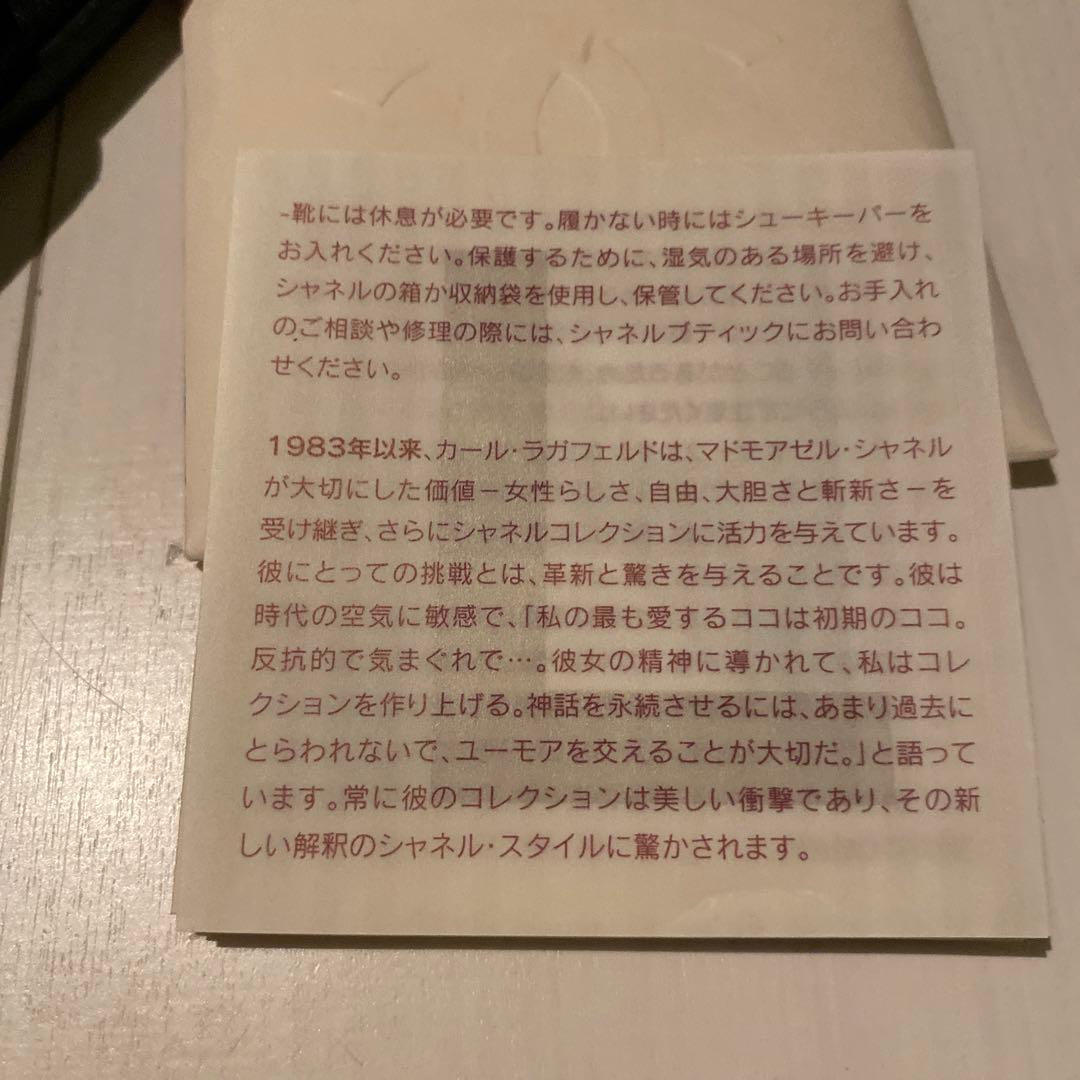 -靴には休息が必要です。履かない時にはシューキーパーを
お入れください。保護するために、湿気のある場所を避け、
シャネルの箱か収納袋を使用し、保管してください。お手入れ
のご相談や修理の際には、シャネルブティックにお問い合わ
せください。
1983年以来、カール・ラガフェルドは、マドモアゼル・シャネル
が大切にした価値－女性らしさ、自由、大胆さと斬新さ－を
受け継ぎ、さらにシャネルコレクションに活力を与えています。
彼にとっての挑戦とは、革新と驚きを与えることです。彼は
時代の空気に敏感で、「私の最も愛するココは初期のココ。
反抗的で気まぐれで…。彼女の精神に導かれて、私はコレ
クションを作り上げる。神話を永続させるには、あまり過去に
とらわれないで、ユーモアを交えることが大切だ。」と語って
います。常に彼のコレクションは美しい衝撃であり、その新
しい解釈のシャネル・スタイルに驚かされます。